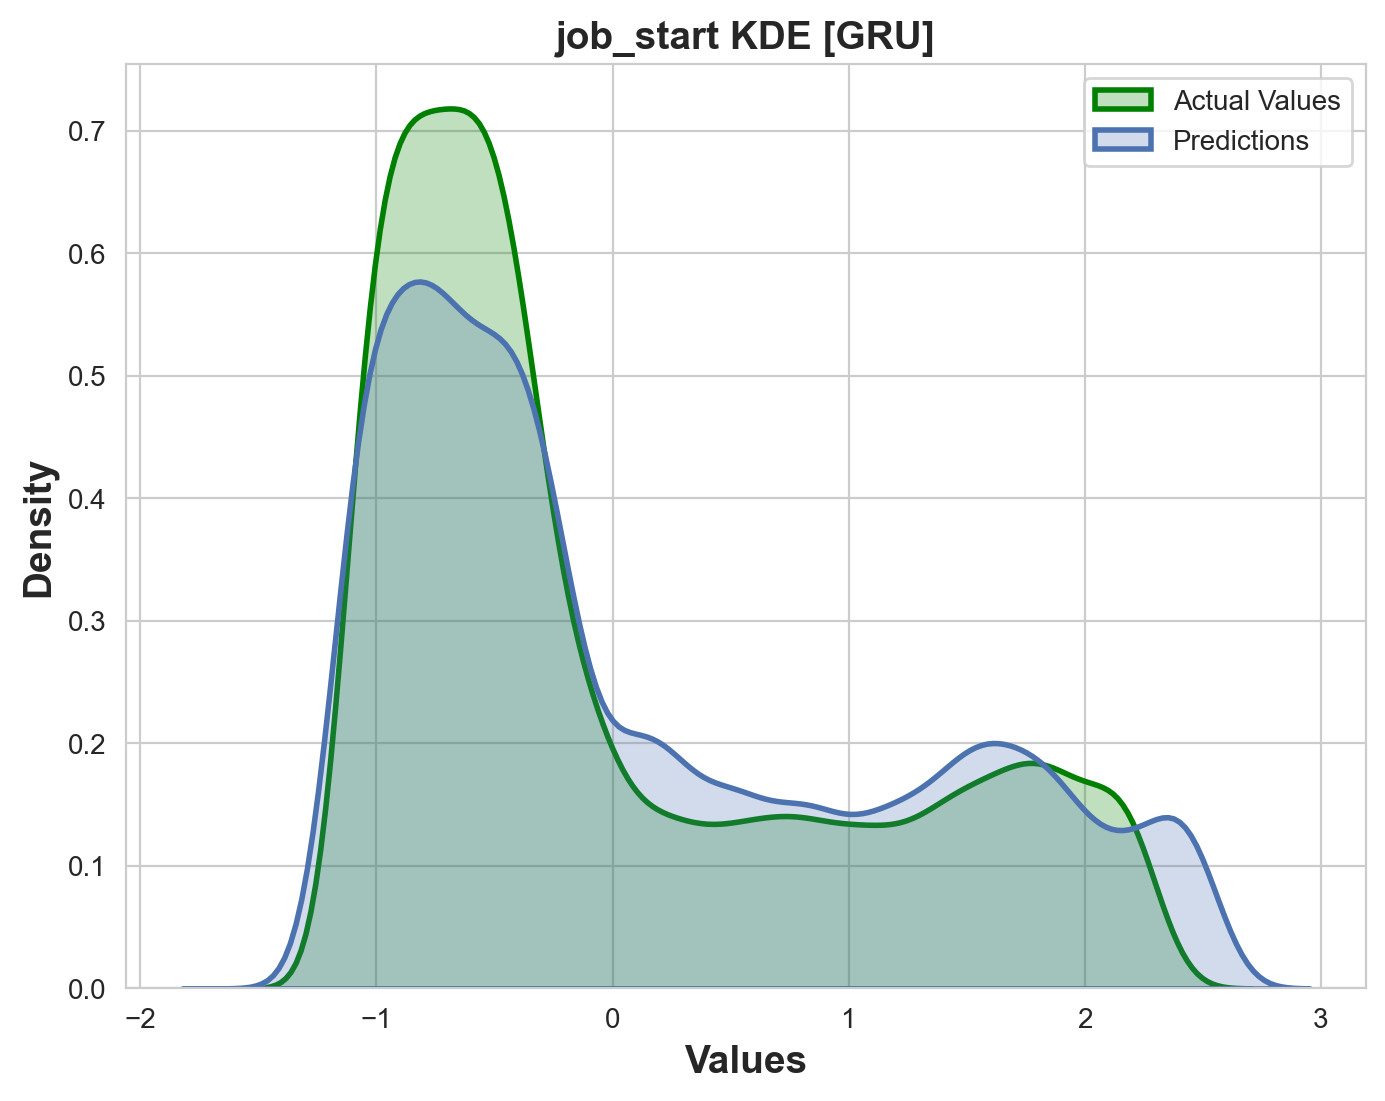 job_start KDE [GRU]
Actual Values
Predictions
Density
0.7
0.6
0.5
0.4
0.3
0.2
0.1
0.0
−2 −1 0 1 2 3
Values